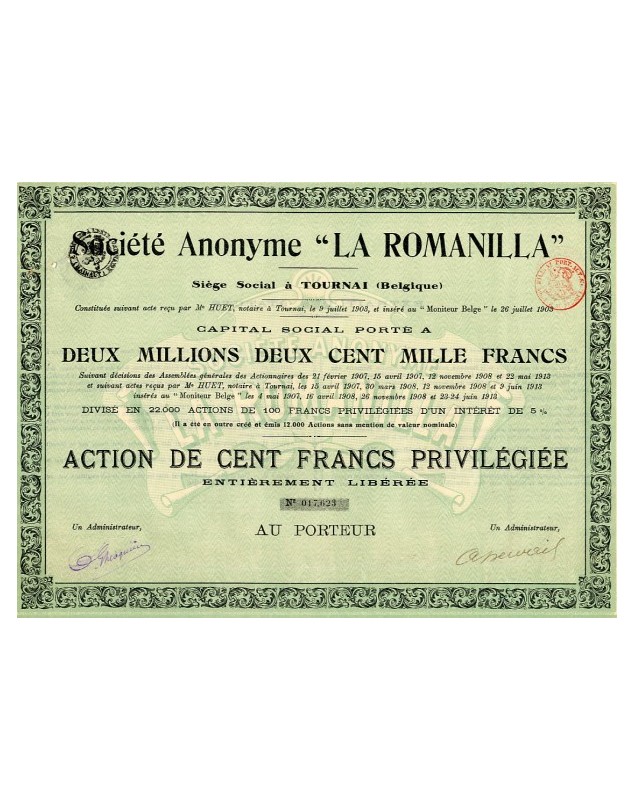 Société Anonyme “LA ROMANILLA”
Siège Social à TOURNAI (Belgique)
Constituée suivant acte reçu par Me HUET, notaire à Tournai, le 9 juillet 1903, et inséré au “ Moniteur Belge ” le 26 juillet 1903
CAPITAL SOCIAL PORTÉ A
DEUX MILLIONS DEUX CENT MILLE FRANCS
Suivant décisions des Assemblées générales des Actionnaires des 21 février 1907, 15 avril 1907, 12 novembre 1908 et 22 mai 1913
et suivant actes reçus par Me HUET, notaire à Tournai, les 15 avril 1907, 30 mars 1908, 12 novembre 1908 et 9 juin 1913
insérés au “Moniteur Belge” les 4 mai 1907, 16 avril 1908, 26 novembre 1908 et 23-24 juin 1913
DIVISÉ EN 22.000 ACTIONS DE 100 FRANCS PRIVILÉGIÉES D'UN INTÉRÊT DE 5 %
(Il a été en outre créé et émis 12.000 Actions sans mention de valeur nominale)
ACTION DE CENT FRANCS PRIVILÉGIÉE
ENTIÈREMENT LIBÉRÉE
No 017,623
AU PORTEUR
Un Administrateur,
Un Administrateur,
SOCIÉTÉ ANONYME
LA ROMANILLA